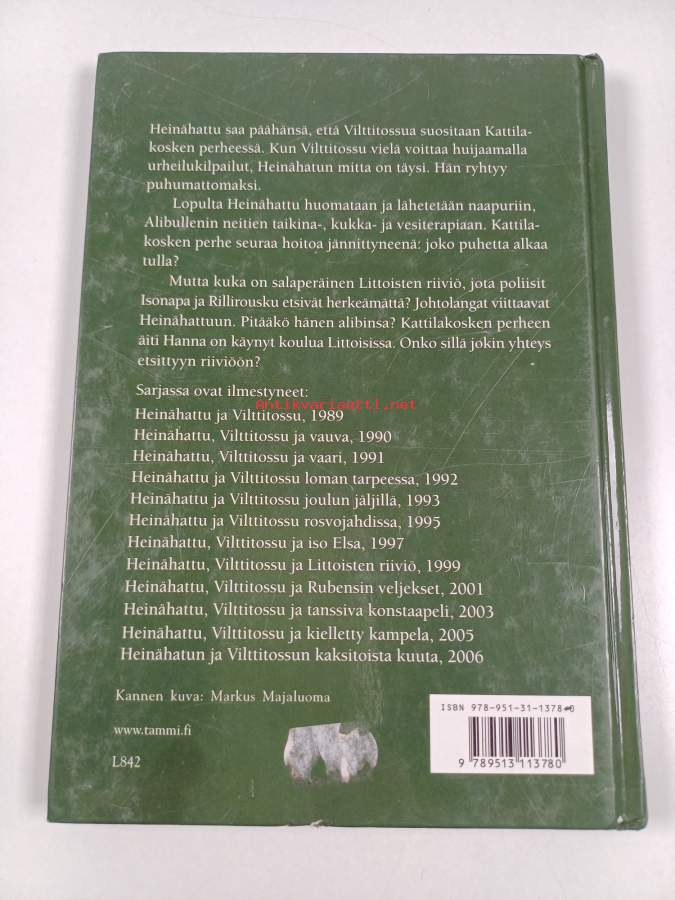 Heinähattu saa päähänsä, että Vilttitossua suositaan Kattila-
kosken perheessä. Kun Vilttitossu vielä voittaa huijaamalla
urheilukilpailut, Heinähatun mitta on täysi. Hän ryhtyy
puhumattomaksi.
Lopulta Heinähattu huomataan ja lähetetään naapuriin,
Alibullenin neitien taikina-, kukka- ja vesiterapiaan. Kattila-
kosken perhe seuraa hoitoa jännittyneenä: joko puhetta alkaa
tulla?
Mutta kuka on salaperäinen Littoisten riiviö, jota poliisit
Isonapa ja Rillirousku etsivät herkeämättä? Johtolangat viittaavat
Heinähattuun. Pitääkö hänen alibinsa? Kattilakosken perheen
äiti Hanna on käynyt koulua Littoisissa. Onko sillä jokin yhteys
etsittyyn riiviöön?
Sarjassa ovat ilmestyneet:
Antikvariaatti.net
Heinähattu ja Vilttitossu, 1989
Heinähattu, Vilttitossu ja vauva, 1990
Heinähattu, Vilttitossu ja vaari, 1991
Heinähattu ja Vilttitossu loman tarpeessa, 1992
Heinähattu ja Vilttitossu joulun jäljillä, 1993
Heinähattu ja Vilttitossu rosvojahdissa, 1995
Heinähattu, Vilttitossu ja iso Elsa, 1997
Heinähattu, Vilttitossu ja Littoisten riiviö, 1999
Heinähattu, Vilttitossu ja Rubensin veljekset, 2001
Heinähattu, Vilttitossu ja tanssiva konstaapeli, 2003
Heinähattu, Vilttitossu ja kielletty kampela, 2005
Heinähatun ja Vilttitossun kaksitoista kuuta, 2006
Kannen kuva: Markus Majaluoma
www.tammi.fi
L842
ISBN 978-951-31-1378-0
9 789513 113780